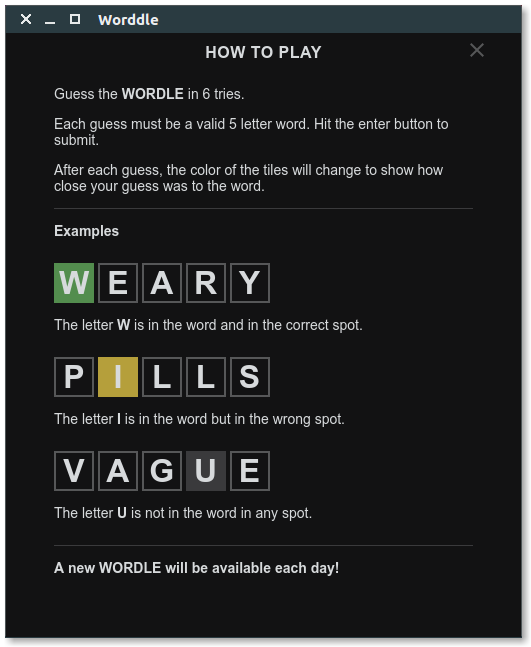 Worddle
HOW TO PLAY
Guess the WORDLE in 6 tries.
Each guess must be a valid 5 letter word. Hit the enter button to
submit.
After each guess, the color of the tiles will change to show how
close your guess was to the word.
Examples
W E A R Y
The letter W is in the word and in the correct spot.
P I L L S
The letter I is in the word but in the wrong spot.
V A G U E
The letter U is not in the word in any spot.
A new WORDLE will be available each day!